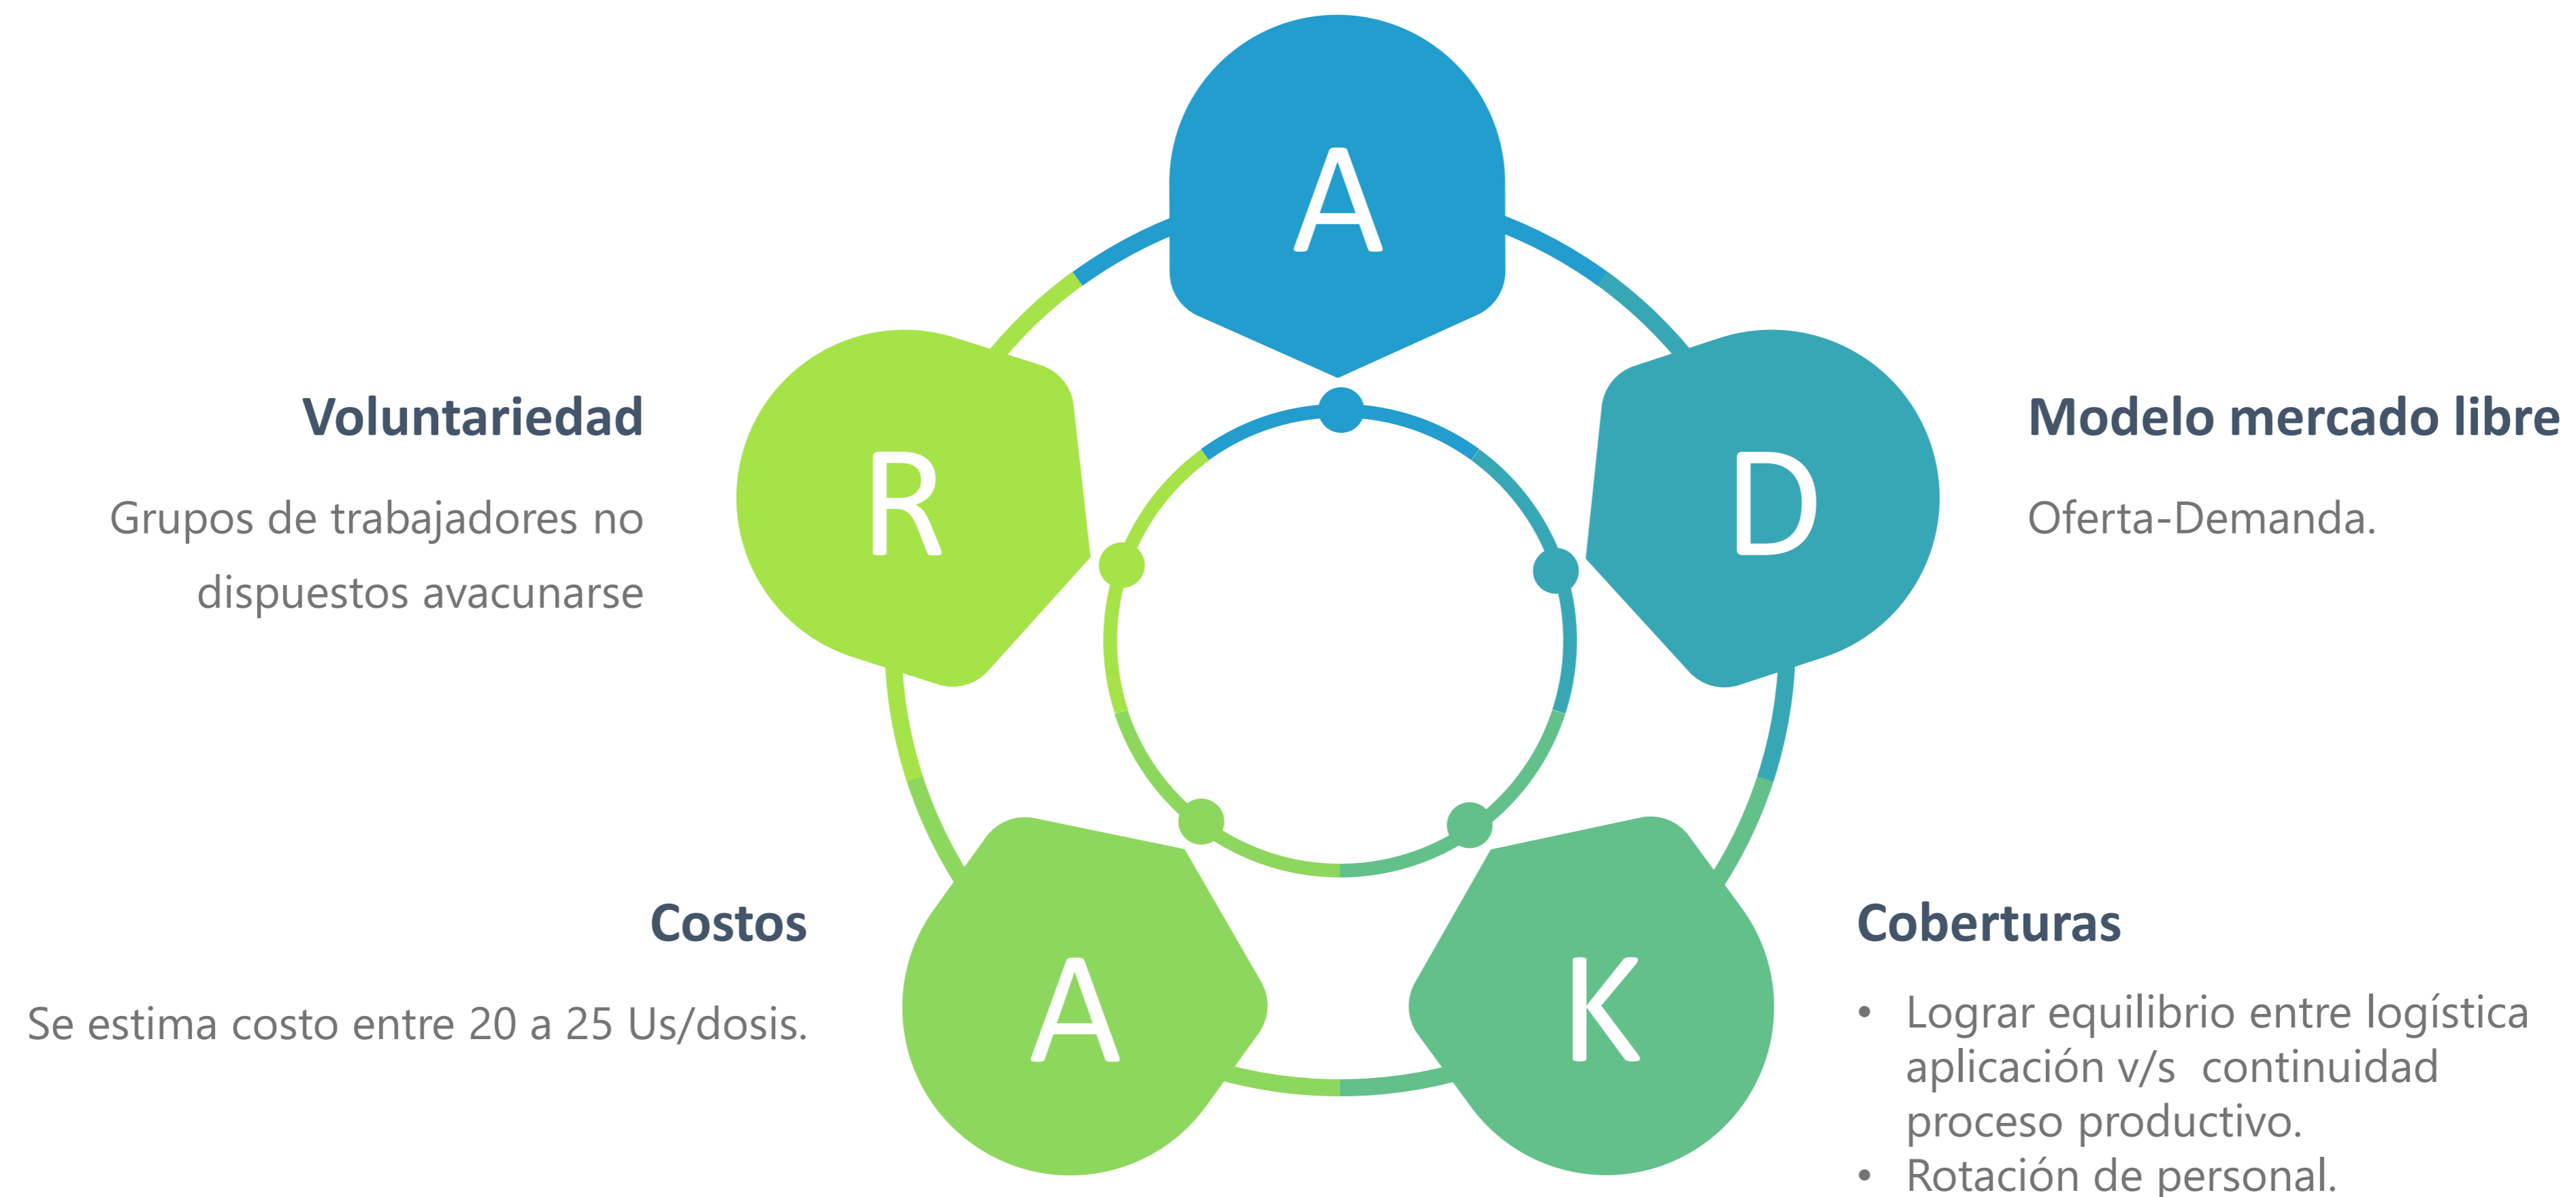 A
Voluntariedad
Grupos de trabajadores no
dispuestos avacunarse
R
D
Modelo mercado libre
Oferta-Demanda.
Costos
Se estima costo entre 20 a 25 Us/dosis.
A
K
Coberturas
• Lograr equilibrio entre logística
aplicación v/s continuidad
proceso productivo.
• Rotación de personal.